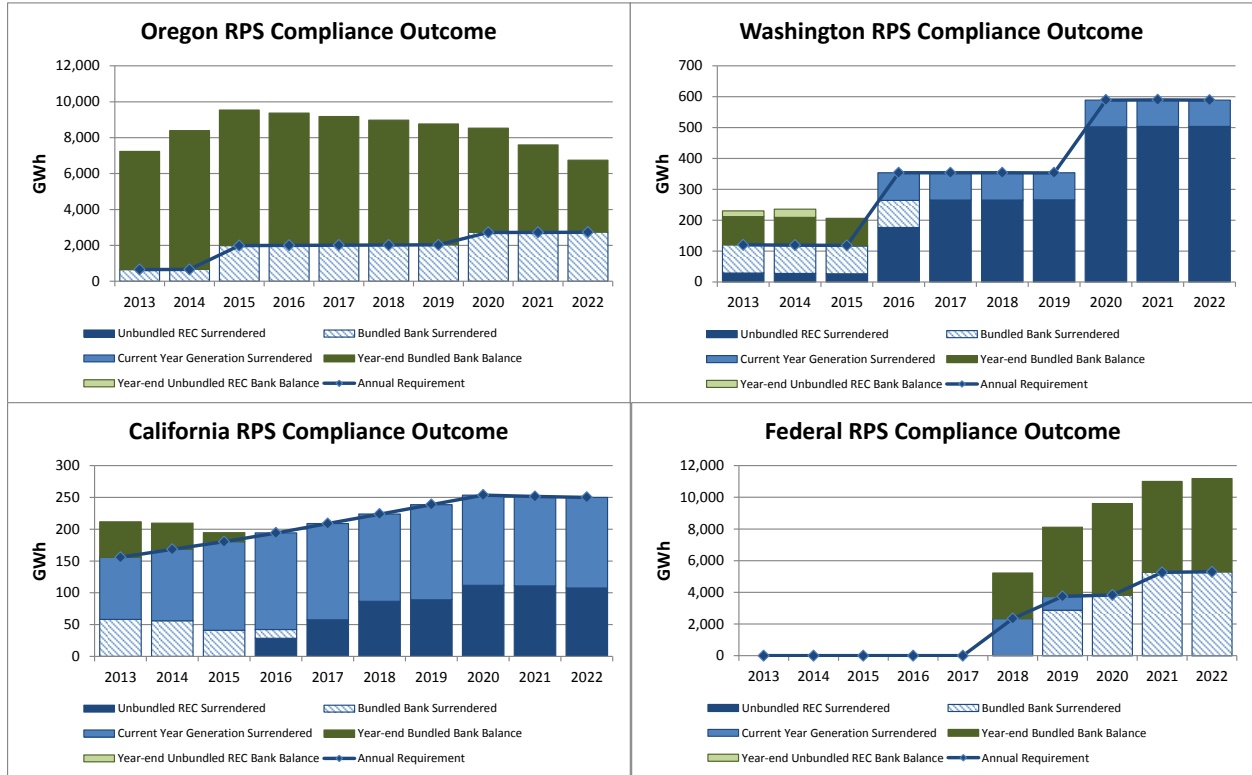 Oregon RPS Compliance Outcome
12,000
10,000
8,000
6,000
4,000
2,000
0
GWh
2013 2014 2015 2016 2017 2018 2019 2020 2021 2022
Unbundled REC Surrendered Bundled Bank Surrendered
Current Year Generation Surrendered Year-end Bundled Bank Balance
Year-end Unbundled REC Bank Balance Annual Requirement
Washington RPS Compliance Outcome
700
600
500
400
300
200
100
0
GWh
2013 2014 2015 2016 2017 2018 2019 2020 2021 2022
Unbundled REC Surrendered Bundled Bank Surrendered
Current Year Generation Surrendered Year-end Bundled Bank Balance
Year-end Unbundled REC Bank Balance Annual Requirement
California RPS Compliance Outcome
300
250
200
150
100
50
0
GWh
2013 2014 2015 2016 2017 2018 2019 2020 2021 2022
Unbundled REC Surrendered Bundled Bank Surrendered
Current Year Generation Surrendered Year-end Bundled Bank Balance
Year-end Unbundled REC Bank Balance Annual Requirement
Federal RPS Compliance Outcome
12,000
10,000
8,000
6,000
4,000
2,000
0
GWh
2013 2014 2015 2016 2017 2018 2019 2020 2021 2022
Unbundled REC Surrendered Bundled Bank Surrendered
Current Year Generation Surrendered Year-end Bundled Bank Balance
Year-end Unbundled REC Bank Balance Annual Requirement